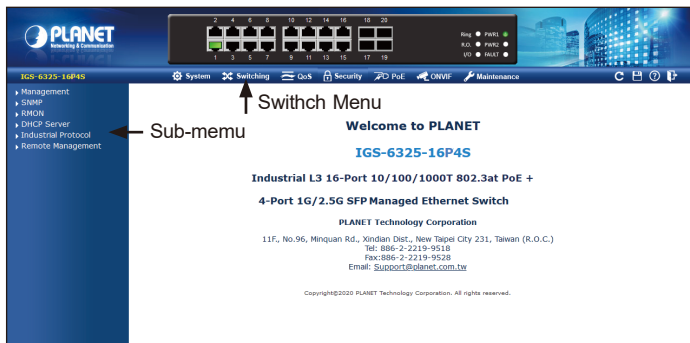 2 4 6 8 10 12 14 16 18 20
PLANET
Networking & Communication
Ring PWR1
R.O. PWR2
I/O FAULT
1 3 5 7 9 11 13 15 17 19
IGS-6325-16P4S
System Switching QoS Security PoE ONVIF Maintenance
Management
SNMP
RMON
DHCP Server
Industrial Protocol
Remote Management
Swithch Menu
Sub-memu
Welcome to PLANET
IGS-6325-16P4S
Industrial L3 16-Port 10/100/1000T 802.3at PoE +
4-Port 1G/2.5G SFP Managed Ethernet Switch
PLANET Technology Corporation
11F., No.96, Minquan Rd., Xindian Dist., New Taipei City 231, Taiwan (R.O.C.)
Tel: 886-2-2219-9518
Fax:886-2-2219-9528
Email: Support@planet.com.tw
Copyright©2020 PLANET Technology Corporation. All rights reserved.